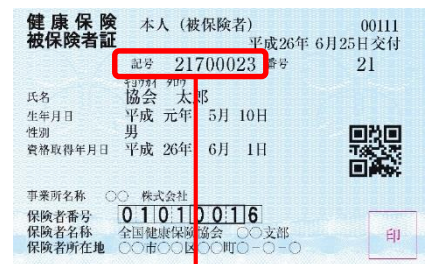 健康保険 本人（被保険者） 00111
被保険者証 平成26年 6月25日交付
記号 21700023 番号 21
ｷｮｳｶｲ ﾀﾛｳ
氏名 協会 太郎
生年月日 平成 元年 5月 10日
性別 男
資格取得年月日 平成 26年 6月 1日
事業所名称 ○○ 株式会社
保険者番号 01010016
保険者名称 全国健康保険協会 ○○支部
保険者所在地 ○○市○○区○○町○-○-○
印